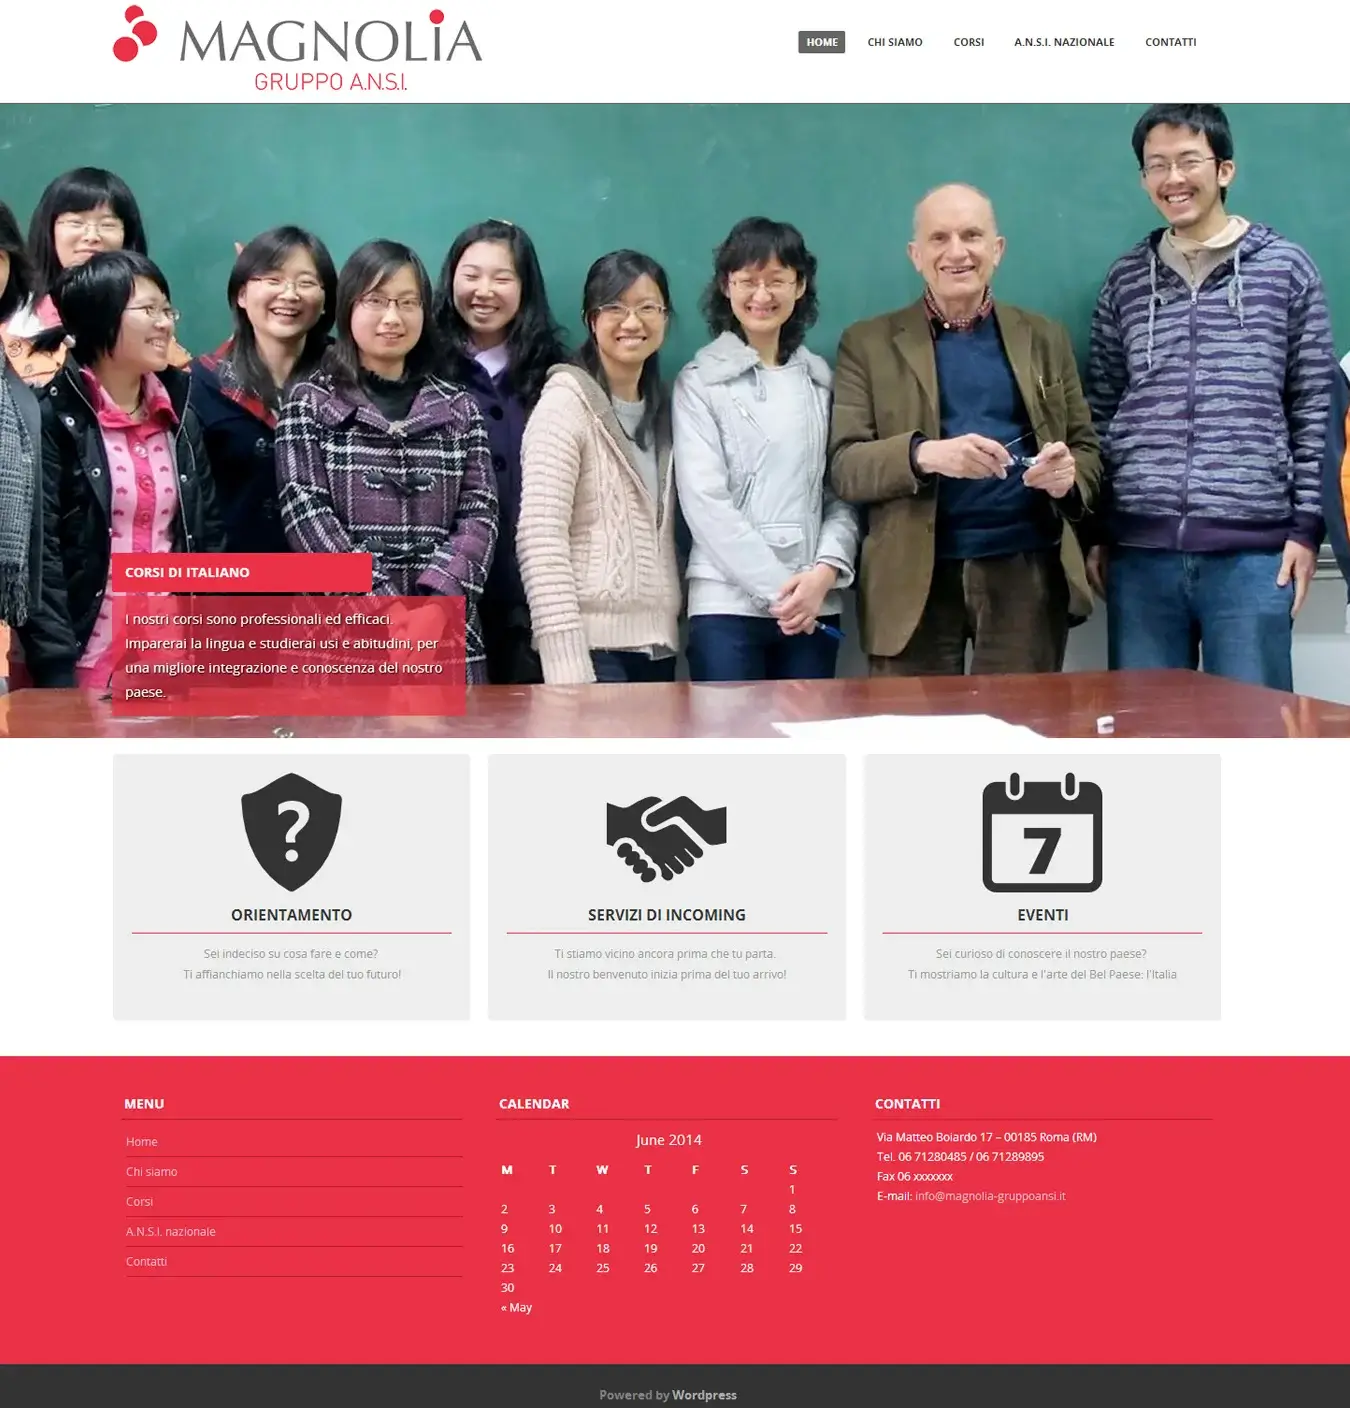 MAGNOLiA
GRUPPO A.N.S.I.
HOME CHI SIAMO CORSI A.N.S.I. NAZIONALE CONTATTI
CORSI DI ITALIANO
I nostri corsi sono professionali ed efficaci.
Imparerai la lingua e studierai usi e abitudini, per
una migliore integrazione e conoscenza del nostro
paese.
?
7
ORIENTAMENTO
Sei indeciso su cosa fare e come?
Ti affianchiamo nella scelta del tuo futuro!
SERVIZI DI INCOMING
Ti stiamo vicino ancora prima che tu parta.
Il nostro benvenuto inizia prima del tuo arrivo!
EVENTI
Sei curioso di conoscere il nostro paese?
Ti mostriamo la cultura e l'arte del Bel Paese: l'Italia
MENU
Home
Chi siamo
Corsi
A.N.S.I. nazionale
Contatti
CALENDAR
June 2014
M T W T F S S
1
2 3 4 5 6 7 8
9 10 11 12 13 14 15
16 17 18 19 20 21 22
23 24 25 26 27 28 29
30
« May
CONTATTI
Via Matteo Boiardo 17 – 00185 Roma (RM)
Tel. 06 71280485 / 06 71289895
Fax 06 xxxxxxx
E-mail: info@magnolia-gruppoansi.it
Powered by Wordpress